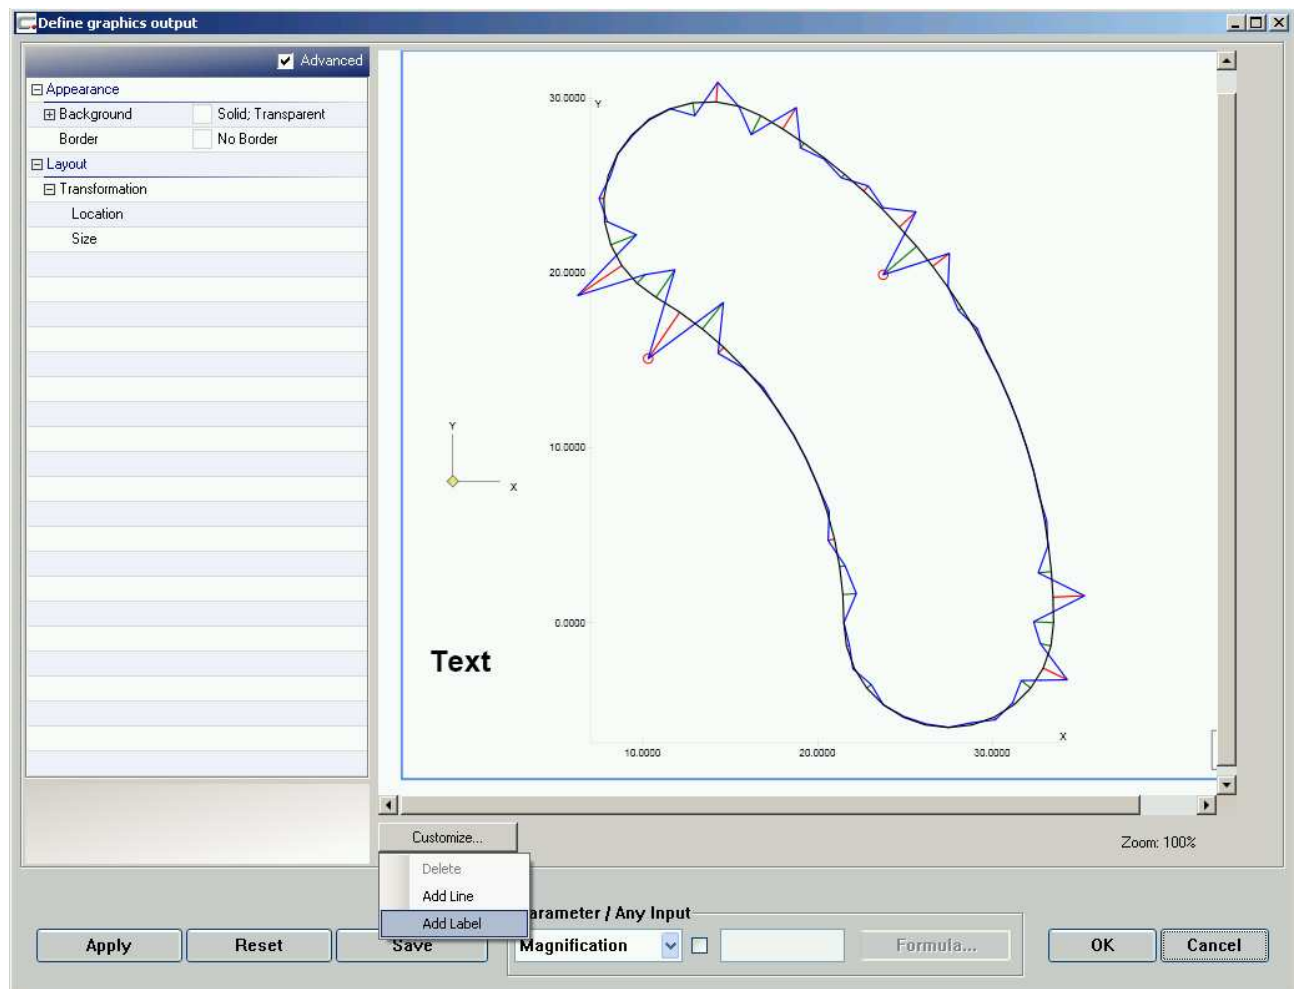 Define graphics output
Advanced
Appearance
Background Solid; Transparent
Border No Border
Layout
Transformation
Location
Size
30.0000 Y
20.0000
10.0000
Y
X
0.0000
Text
X
10.0000 20.0000 30.0000
Customize...
Zoom: 100%
Delete
Add Line
Add Label
arameter / Any Input
Apply Reset Save Magnification Formula... OK Cancel